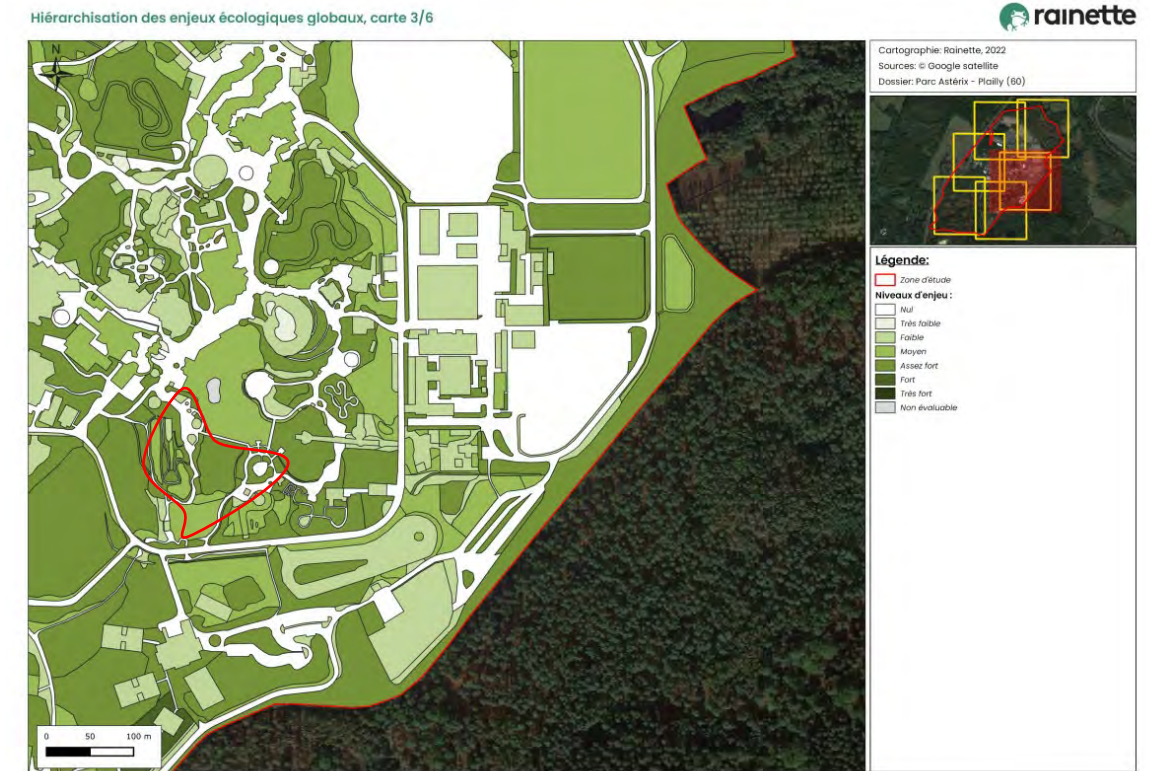 Hiérarchisation des enjeux écologiques globaux, carte 3/6
rainette
Cartographie: Rainette, 2022
Sources: © Google satellite
Dossier: Parc Astérix - Plailly (60)
N
Légende:
Zone d'étude
Niveaux d'enjeu :
Nul
Très faible
Faible
Moyen
Assez fort
Fort
Très fort
Non évaluable
0 50 100 m